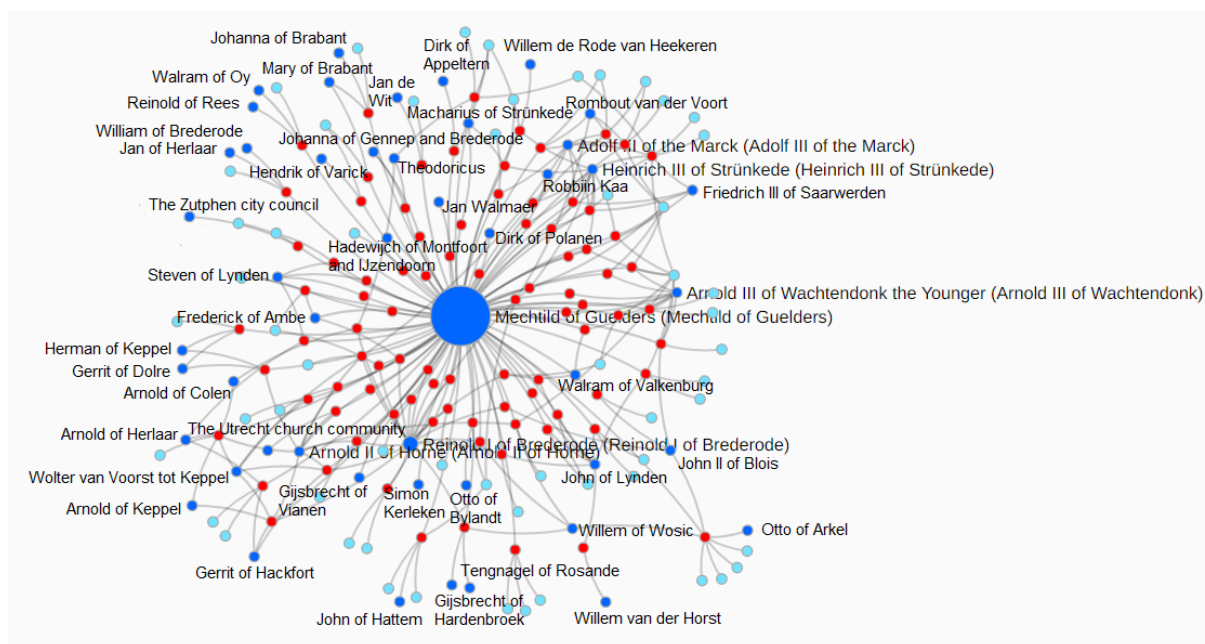 Johanna of Brabant
Dirk of
Appeltern
Willem de Rode van Heekeren
Walram of Oy
Mary of Brabant
Jan de
Wit
Reinold of Rees
Macharius of Strünkede
Rombout van der Voort
William of Brederode
Jan of Herlaar
Johanna of Gennep and Brederode
Adolf III of the Marck (Adolf III of the Marck)
Hendrik of Varick
Theodoricus
Heinrich III of Strünkede (Heinrich III of Strünkede)
Robbijn Kaa
Friedrich III of Saarwerden
The Zutphen city council
Jan Walmaer
Hadewijch of Montfoort
and IJzendoorn
Dirk of Polanen
Steven of Lynden
Arnold III of Wachtendonk the Younger (Arnold III of Wachtendonk)
Frederick of Ambe
Mechtild of Guelders (Mechtild of Guelders)
Herman of Keppel
Gerrit of Dolre
Arnold of Colen
Walram of Valkenburg
Arnold of Herlaar
The Utrecht church community
Reinold I of Brederode (Reinold I of Brederode)
Arnold II of Horne (Arnold II of Horne)
John II of Blois
Wolter van Voorst tot Keppel
Gijsbrecht of
Vianen
Simon
Kerleken
Otto of
Bylandt
John of Lynden
Arnold of Keppel
Willem of Wosic
Otto of Arkel
Gerrit of Hackfort
Tengnagel of Rosande
John of Hattem
Gijsbrecht of
Hardenbroek
Willem van der Horst